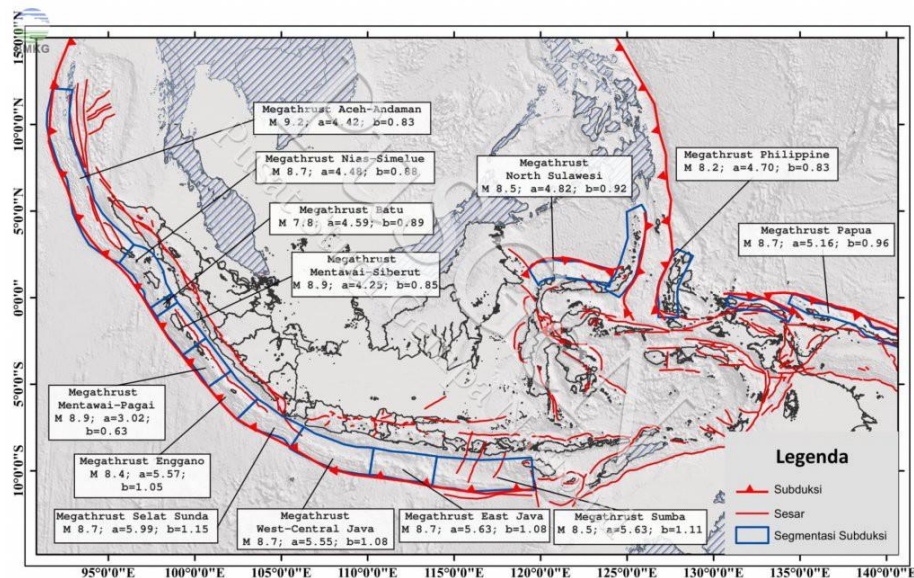 MKG
Megathrust Aceh-Andaman
M 9.2; a=4.42; b=0.83
Megathrust Nias-Simelue
M 8.7; a=4.48; b=0.88
Megathrust Batu
M 7.8; a=4.59; b=0.89
Megathrust
Mentawai-Siberut
M 8.9; a=4.25; b=0.85
Megathrust
North Sulawesi
M 8.5; a=4.82; b=0.92
Megathrust Philippine
M 8.2; a=4.70; b=0.83
Megathrust Papua
M 8.7; a=5.16; b=0.96
Megathrust
Mentawai-Pagai
M 8.9; a=3.02;
b=0.63
Megathrust Enggano
M 8.4; a=5.57;
b=1.05
Megathrust Selat Sunda
M 8.7; a=5.99; b=1.15
Megathrust
West-Central Java
M 8.7; a=5.55; b=1.08
Megathrust East Java
M 8.7; a=5.63; b=1.08
Megathrust Sumba
M 8.5; a=5.63; b=1.11
Legenda
Subduksi
Sesar
Segmentasi Subduksi
15°0'0"N
10°0'0"N
5°0'0"N
0°0'0"
5°0'0"S
10°0'0"S
95°0'0"E
100°0'0"E
105°0'0"E
110°0'0"E
115°0'0"E
120°0'0"E
125°0'0"E
130°0'0"E
135°0'0"E
140°0'0"E